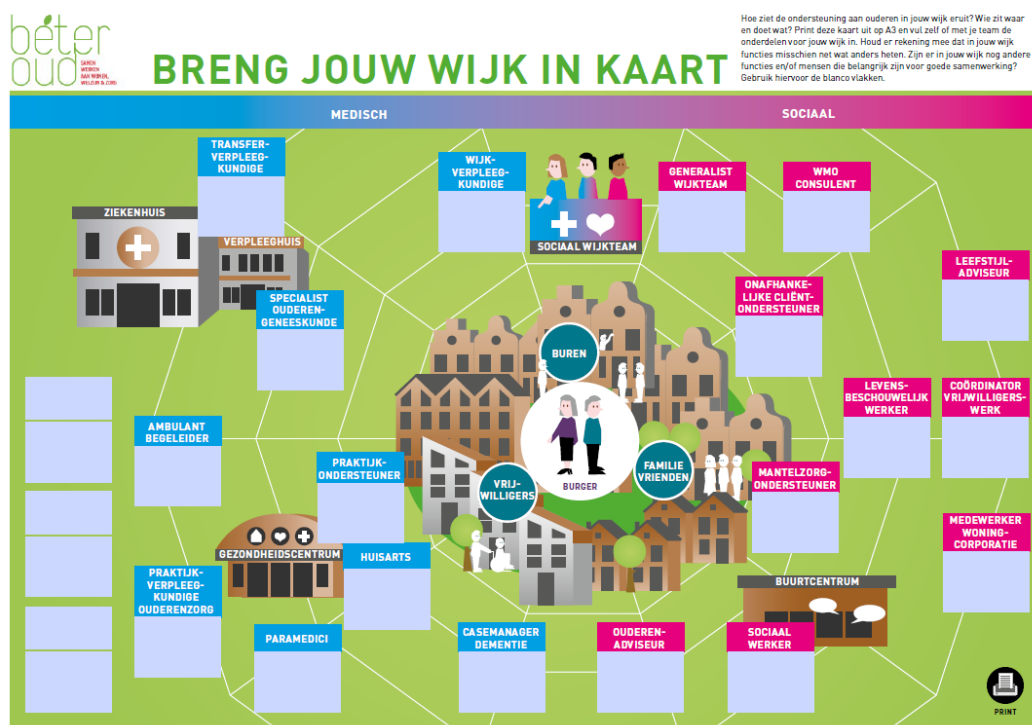 béter
oud
SAMEN
WERKEN
AAN WONEN,
WELZIJN & ZORG
BRENG JOUW WIJK IN KAART
Hoe ziet de ondersteuning aan ouderen in jouw wijk eruit? Wie zit waar
en doet wat? Print deze kaart uit op A3 en vul zelf of met je team de
onderdelen voor jouw wijk in. Houd er rekening mee dat in jouw wijk
functies misschien net wat anders heten. Zijn er in jouw wijk nog andere
functies en/of mensen die belangrijk zijn voor goede samenwerking?
Gebruik hiervoor de blanco vlakken.
MEDISCH
SOCIAAL
TRANSFER-
VERPLEEG-
KUNDIGE
WIJK-
VERPLEEG-
KUNDIGE
GENERALIST
WIJKTEAM
WMO
CONSULENT
ZIEKENHUIS
VERPLEEGHUIS
SOCIAAL WIJKTEAM
LEEFSTIJL-
ADVISEUR
SPECIALIST
OUDEREN-
GENEESKUNDE
ONAFHANKE-
LIJKE CLIËNT-
ONDERSTEUNER
BUREN
LEVENS-
BESCHOUWELIJK
WERKER
COÖRDINATOR
VRIJWILLIGERS-
WERK
AMBULANT
BEGELEIDER
PRAKTIJK-
ONDERSTEUNER
VRIJ-
WILLIGERS
BURGER
FAMILIE
VRIENDEN
MANTELZORG-
ONDERSTEUNER
MEDEWERKER
WONING-
CORPORATIE
GEZONDHEIDSCENTRUM
HUISARTS
PRAKTIJK-
VERPLEEG-
KUNDIGE
OUDERENZORG
BUURTCENTRUM
PARAMEDICI
CASEMANAGER
DEMENTIE
OUDEREN-
ADVISEUR
SOCIAAL
WERKER
PRINT